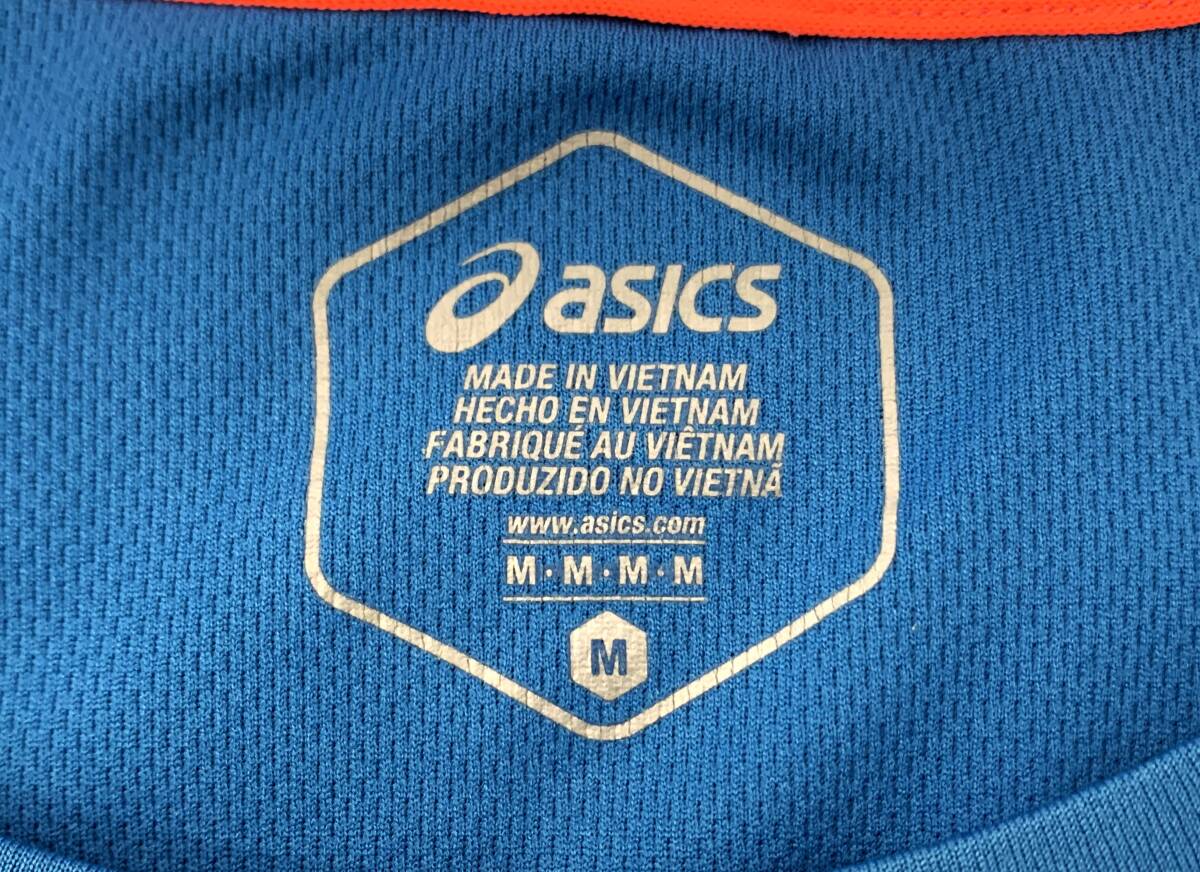 asics
MADE IN VIETNAM
HECHO EN VIETNAM
FABRIQUÉ AU VIÊTNAM
PRODUZIDO NO VIETNÃ
www.asics.com
M·M·M·M
M